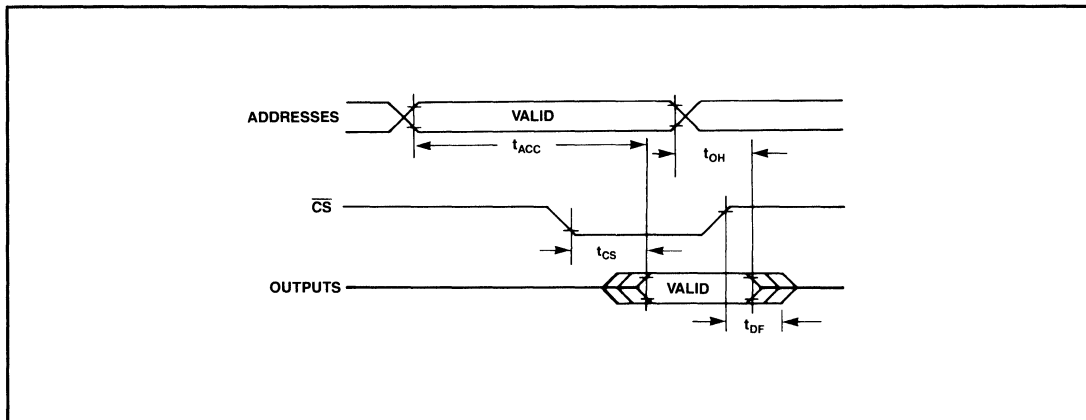 ADDRESSES
VALID
tACC
tOH
CS
tCS
OUTPUTS
VALID
tDF